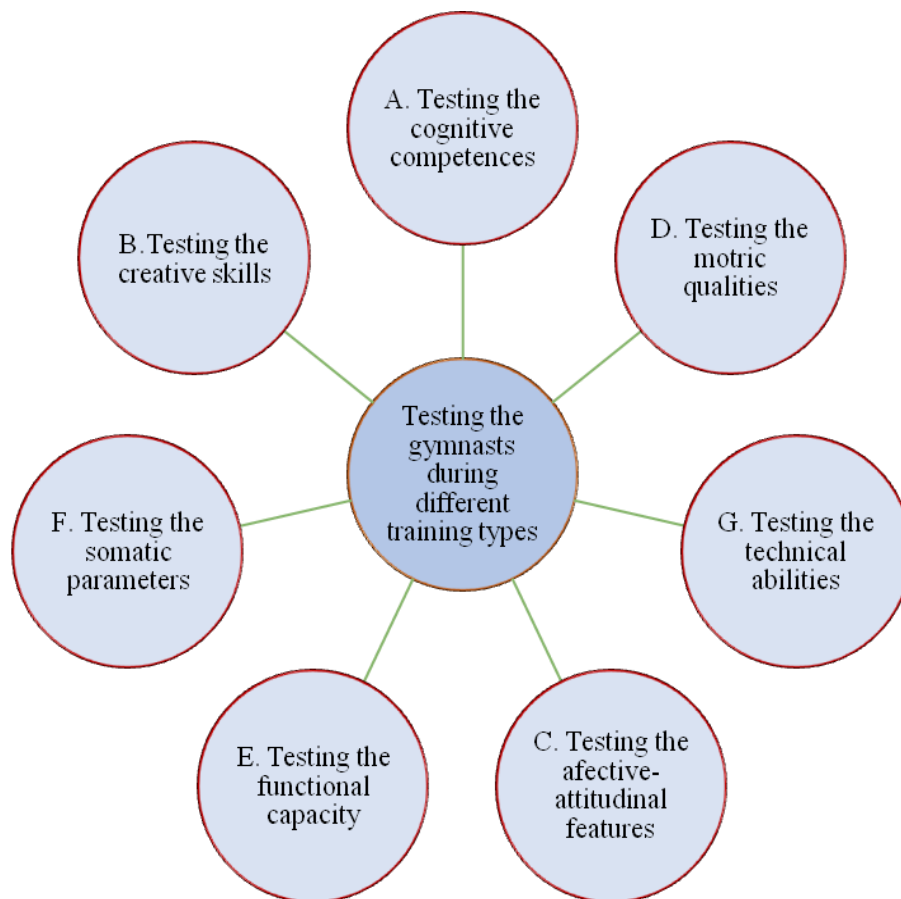 A. Testing the
cognitive
competences
B.Testing the
creative skills
D. Testing the
motric
qualities
Testing the
gymnasts
during
different
training types
F. Testing the
somatic
parameters
G. Testing the
technical
abilities
E. Testing the
functional
capacity
C. Testing the
afective-
attitudinal
features